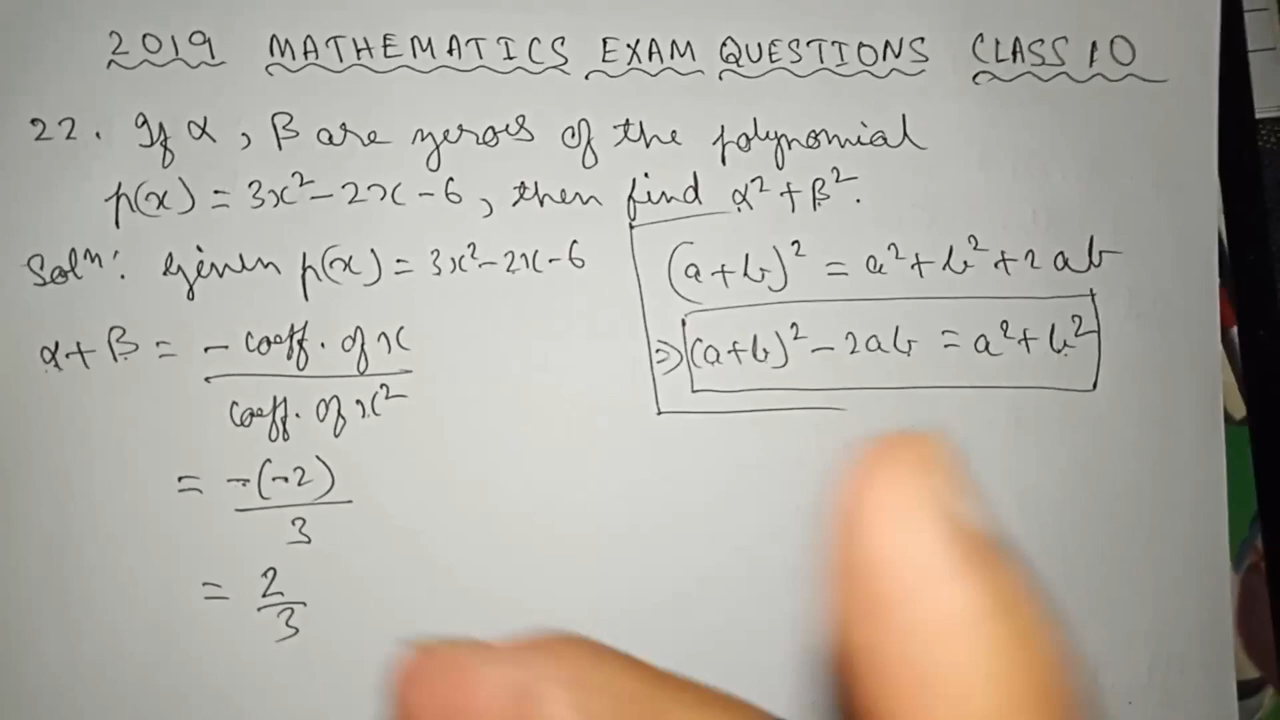 2019 MATHEMATICS EXAM QUESTIONS CLASS 10
22. If α, β are zeroes of the polynomial
p(x) = 3x² - 2x - 6, then find α² + β².
Solⁿ: Given p(x) = 3x² - 2x - 6
α + β = - coeff. of x
coeff. of x²
= -(-2)
3
= 2
3
(a+b)² = a² + b² + 2ab
⇒ (a+b)² - 2ab = a² + b²